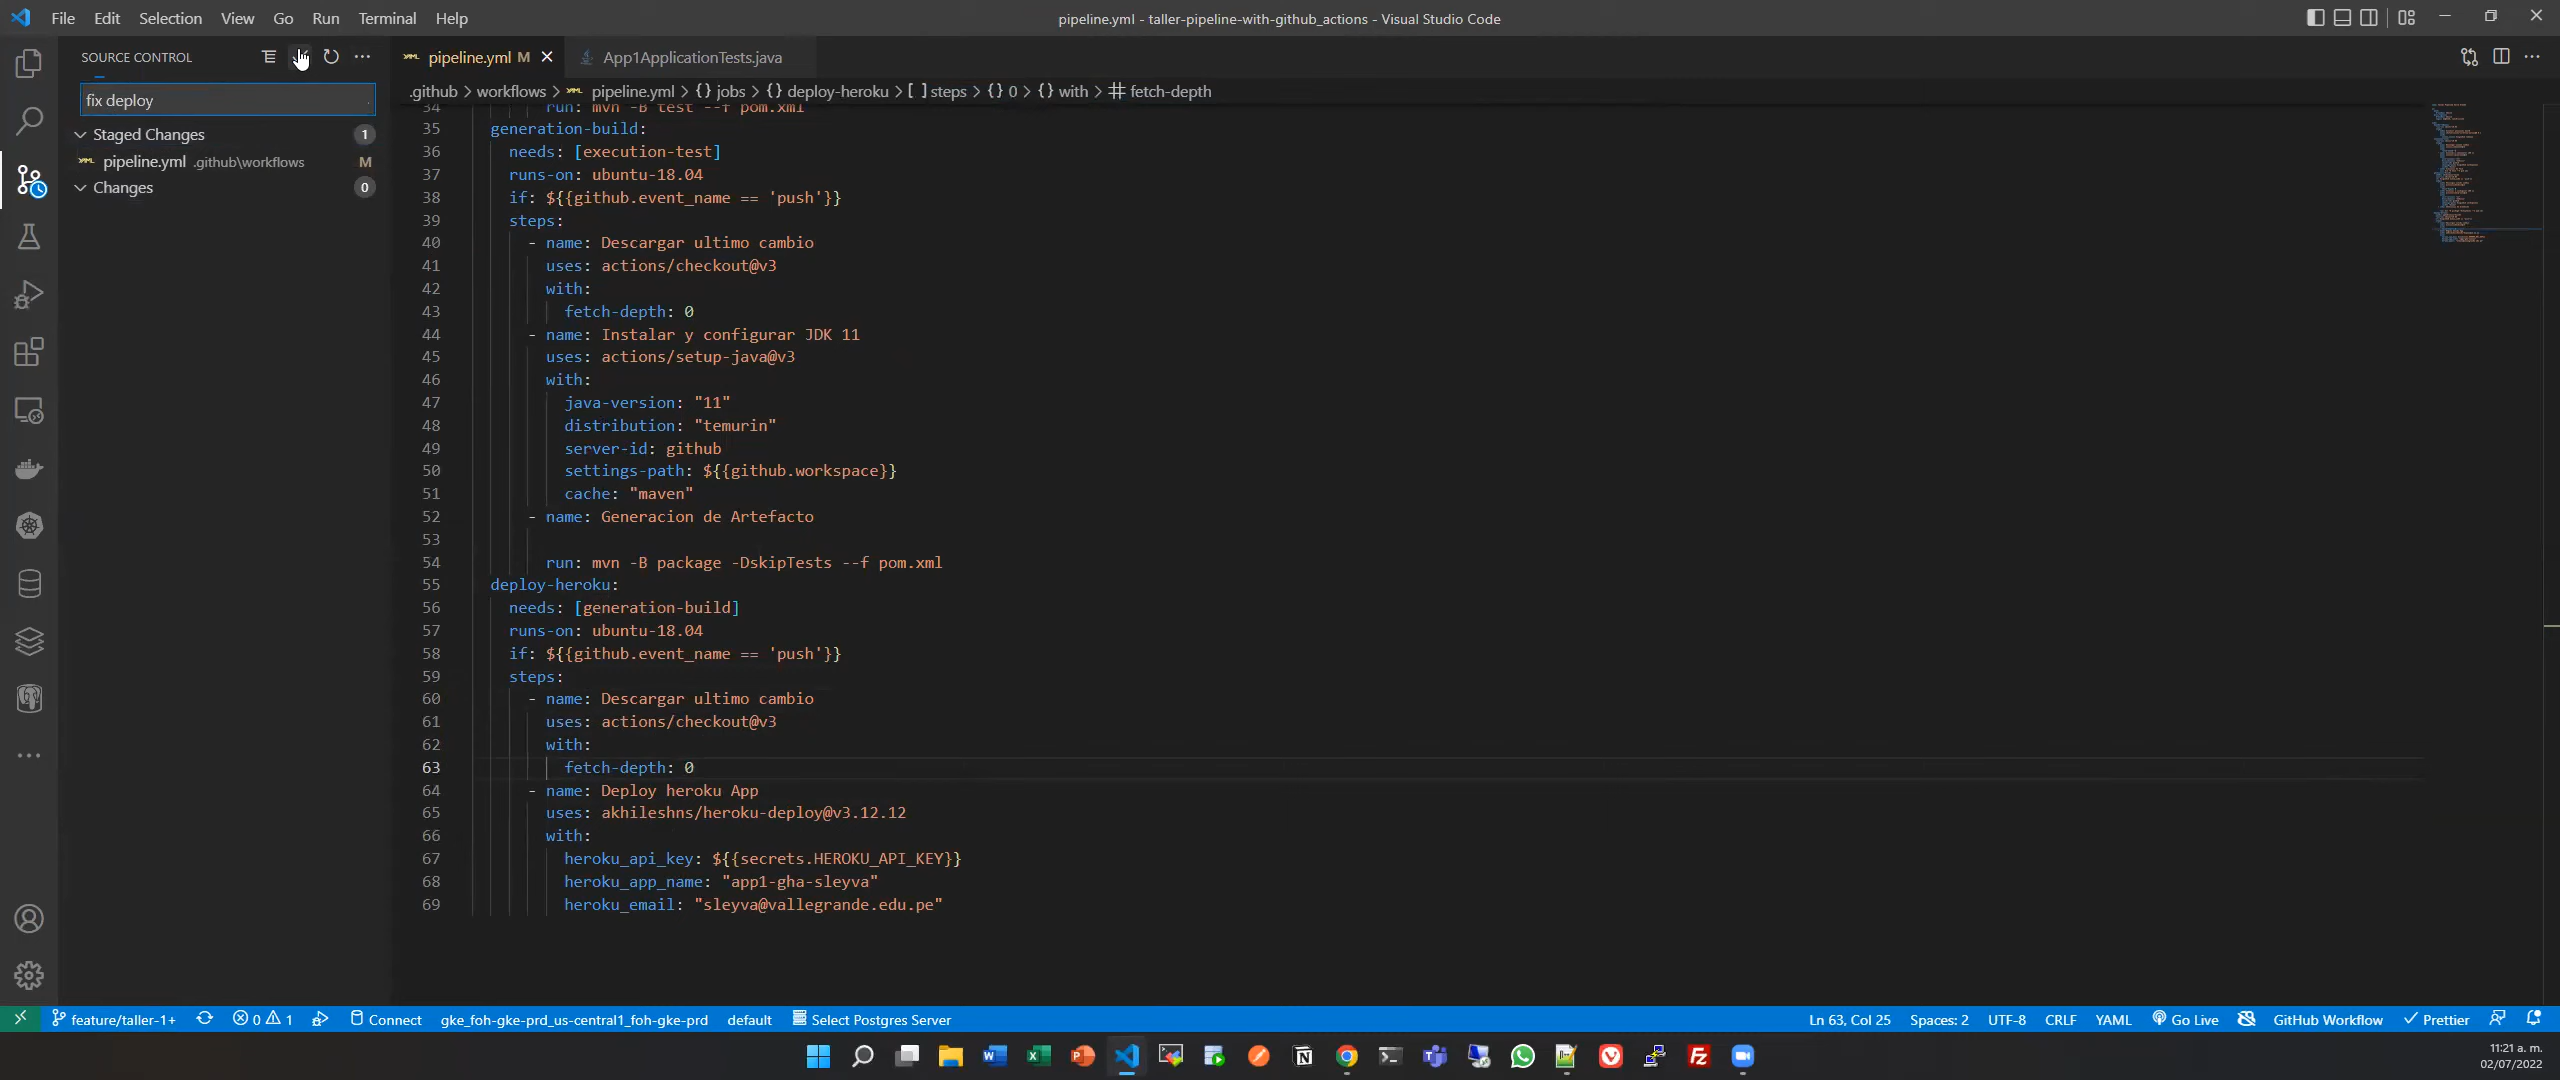 File Edit Selection View Go Run Terminal Help
pipeline.yml - taller-pipeline-with-github_actions - Visual Studio Code
SOURCE CONTROL
pipeline.yml M
App1ApplicationTests.java
fix deploy
.github > workflows > pipeline.yml > {} jobs > {} deploy-heroku > [ ] steps > {} 0 > {} with > # fetch-depth
Staged Changes 1
pipeline.yml .github\workflows M
Changes 0
34 run: mvn -B test --f pom.xml
35 generation-build:
36 needs: [execution-test]
37 runs-on: ubuntu-18.04
38 if: ${{github.event_name == 'push'}}
39 steps:
40 - name: Descargar ultimo cambio
41 uses: actions/checkout@v3
42 with:
43 fetch-depth: 0
44 - name: Instalar y configurar JDK 11
45 uses: actions/setup-java@v3
46 with:
47 java-version: "11"
48 distribution: "temurin"
49 server-id: github
50 settings-path: ${{github.workspace}}
51 cache: "maven"
52 - name: Generacion de Artefacto
53
54 run: mvn -B package -DskipTests --f pom.xml
55 deploy-heroku:
56 needs: [generation-build]
57 runs-on: ubuntu-18.04
58 if: ${{github.event_name == 'push'}}
59 steps:
60 - name: Descargar ultimo cambio
61 uses: actions/checkout@v3
62 with:
63 fetch-depth: 0
64 - name: Deploy heroku App
65 uses: akhileshns/heroku-deploy@v3.12.12
66 with:
67 heroku_api_key: ${{secrets.HEROKU_API_KEY}}
68 heroku_app_name: "app1-gha-sleyva"
69 heroku_email: "sleyva@vallegrande.edu.pe"
feature/taller-1+ 0 1 Connect gke_foh-gke-prd_us-central1_foh-gke-prd default Select Postgres Server
Ln 63, Col 25 Spaces: 2 UTF-8 CRLF YAML Go Live GitHub Workflow Prettier
11:21 a. m.
02/07/2022